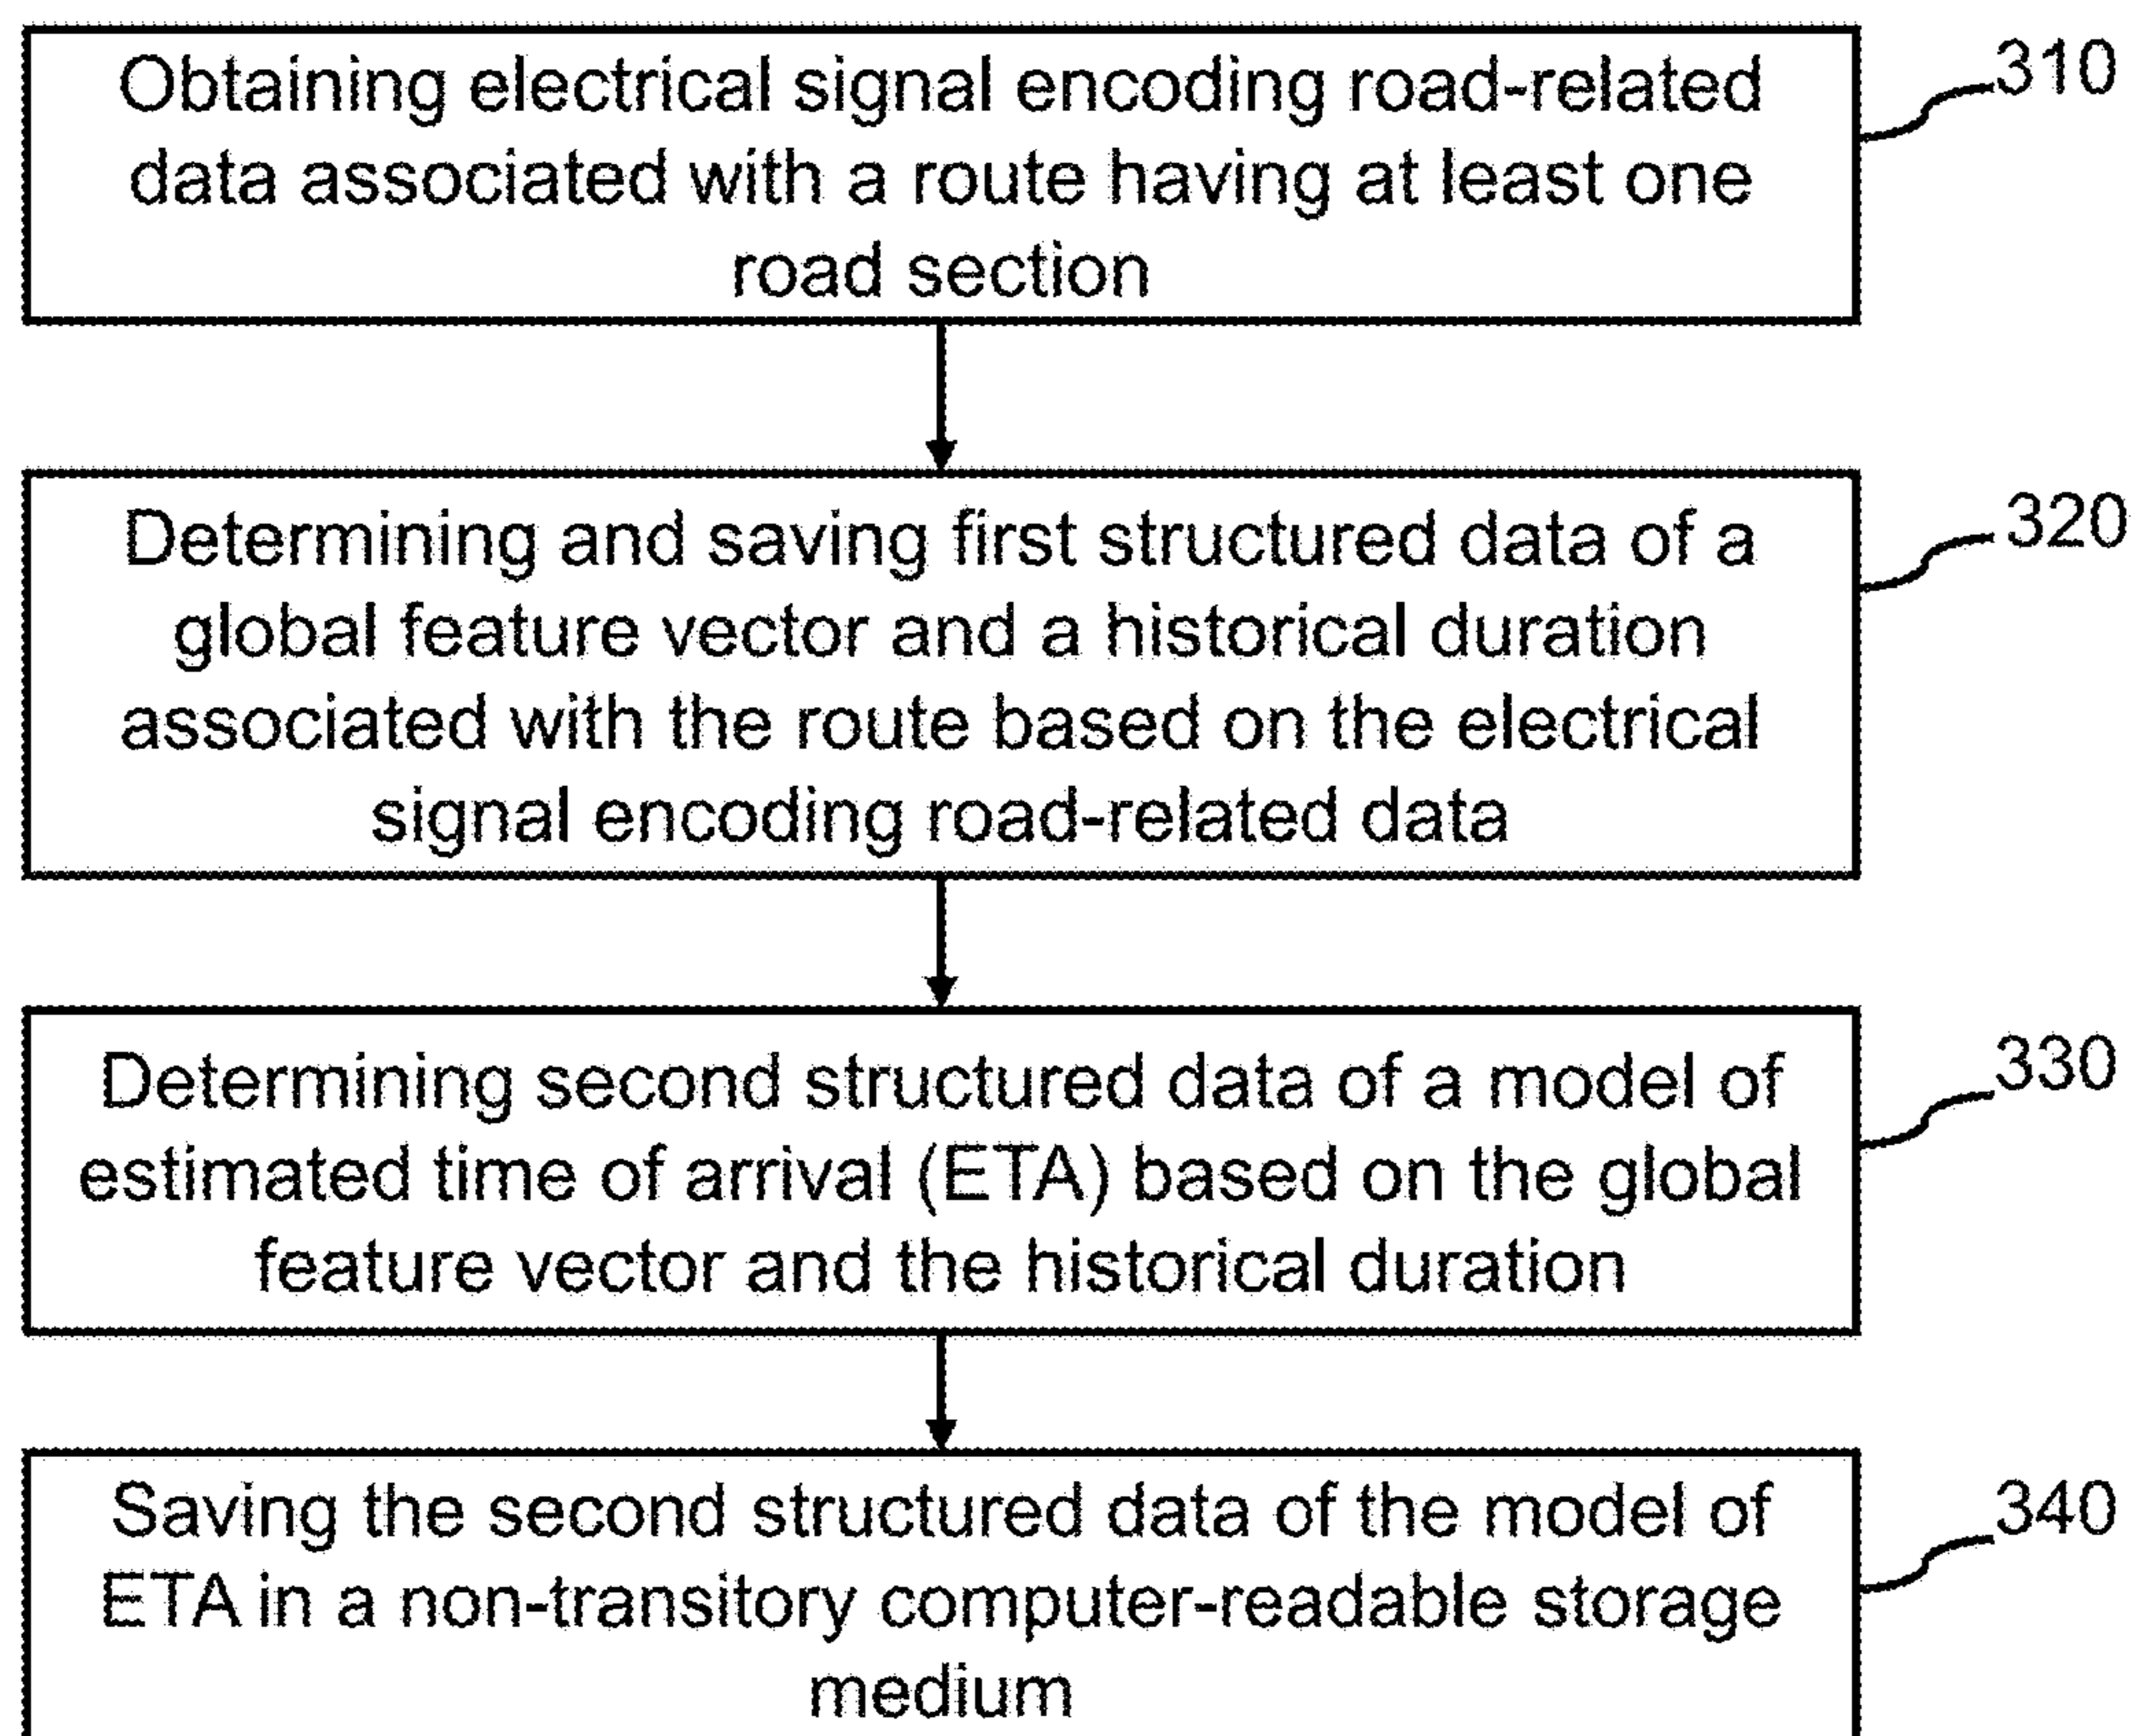 Obtaining electrical signal encoding road-related
data associated with a route having at least one
road section
310
Determining and saving first structured data of a
global feature vector and a historical duration
associated with the route based on the electrical
signal encoding road-related data
320
Determining second structured data of a model of
estimated time of arrival (ETA) based on the global
feature vector and the historical duration
330
Saving the second structured data of the model of
ETA in a non-transitory computer-readable storage
medium
340